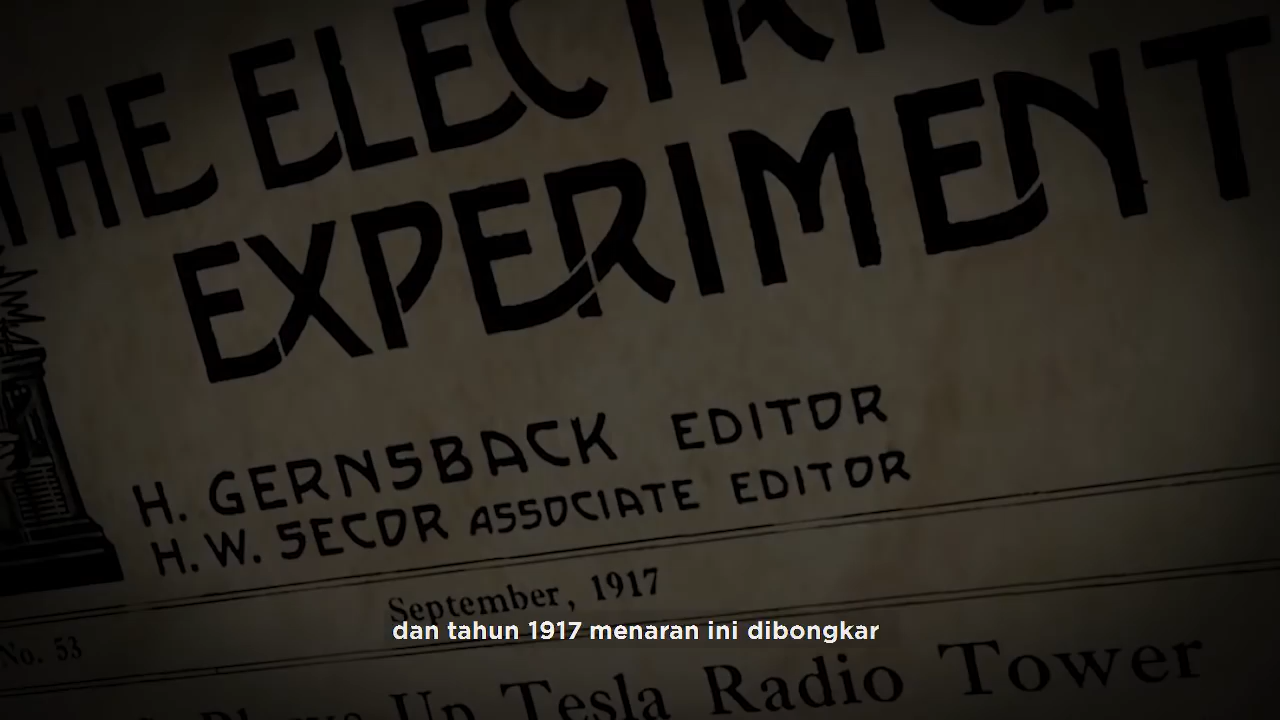 THE ELECTRICAL
EXPERIMENT
H. GERNSBACK EDITOR
H. W. SECOR ASSOCIATE EDITOR
September, 1917
No. 53
dan tahun 1917 menaran ini dibongkar
Up Tesla Radio Tower